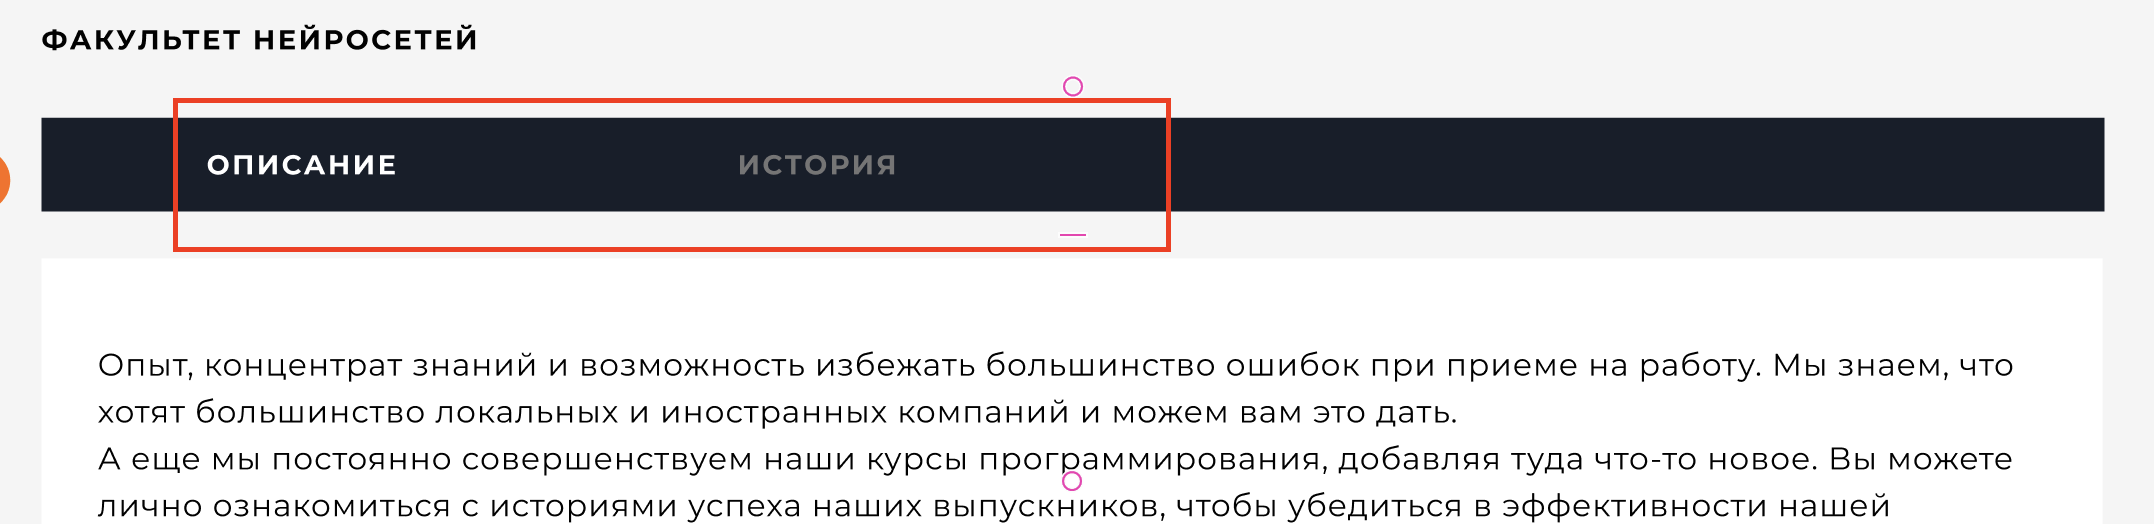 ФАКУЛЬТЕТ НЕЙРОСЕТЕЙ
ОПИСАНИЕ ИСТОРИЯ
Опыт, концентрат знаний и возможность избежать большинство ошибок при приеме на работу. Мы знаем, что
хотят большинство локальных и иностранных компаний и можем вам это дать.
А еще мы постоянно совершенствуем наши курсы программирования, добавляя туда что-то новое. Вы можете
лично ознакомиться с историями успеха наших выпускников, чтобы убедиться в эффективности нашей